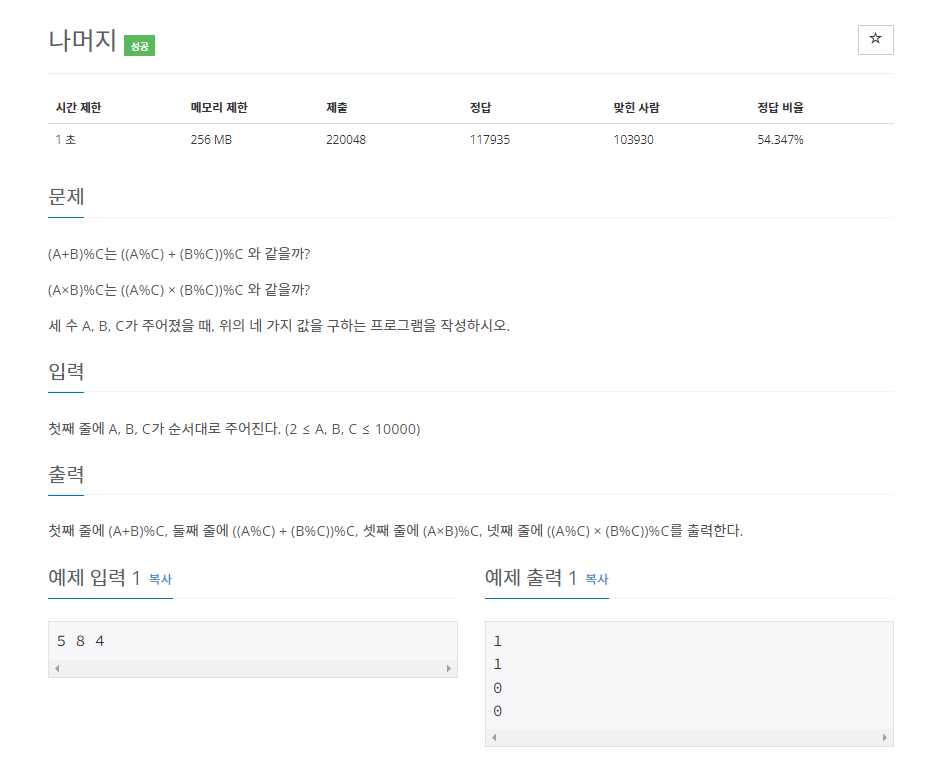 나머지 성공
☆
시간 제한 메모리 제한 제출 정답 맞힌 사람 정답 비율
1 초 256 MB 220048 117935 103930 54.347%
문제
(A+B)%C는 ((A%C) + (B%C))%C 와 같을까?
(A×B)%C는 ((A%C) × (B%C))%C 와 같을까?
세 수 A, B, C가 주어졌을 때, 위의 네 가지 값을 구하는 프로그램을 작성하시오.
입력
첫째 줄에 A, B, C가 순서대로 주어진다. (2 ≤ A, B, C ≤ 10000)
출력
첫째 줄에 (A+B)%C, 둘째 줄에 ((A%C) + (B%C))%C, 셋째 줄에 (A×B)%C, 넷째 줄에 ((A%C) × (B%C))%C를 출력한다.
예제 입력 1 복사
5 8 4
예제 출력 1 복사
1
1
0
0